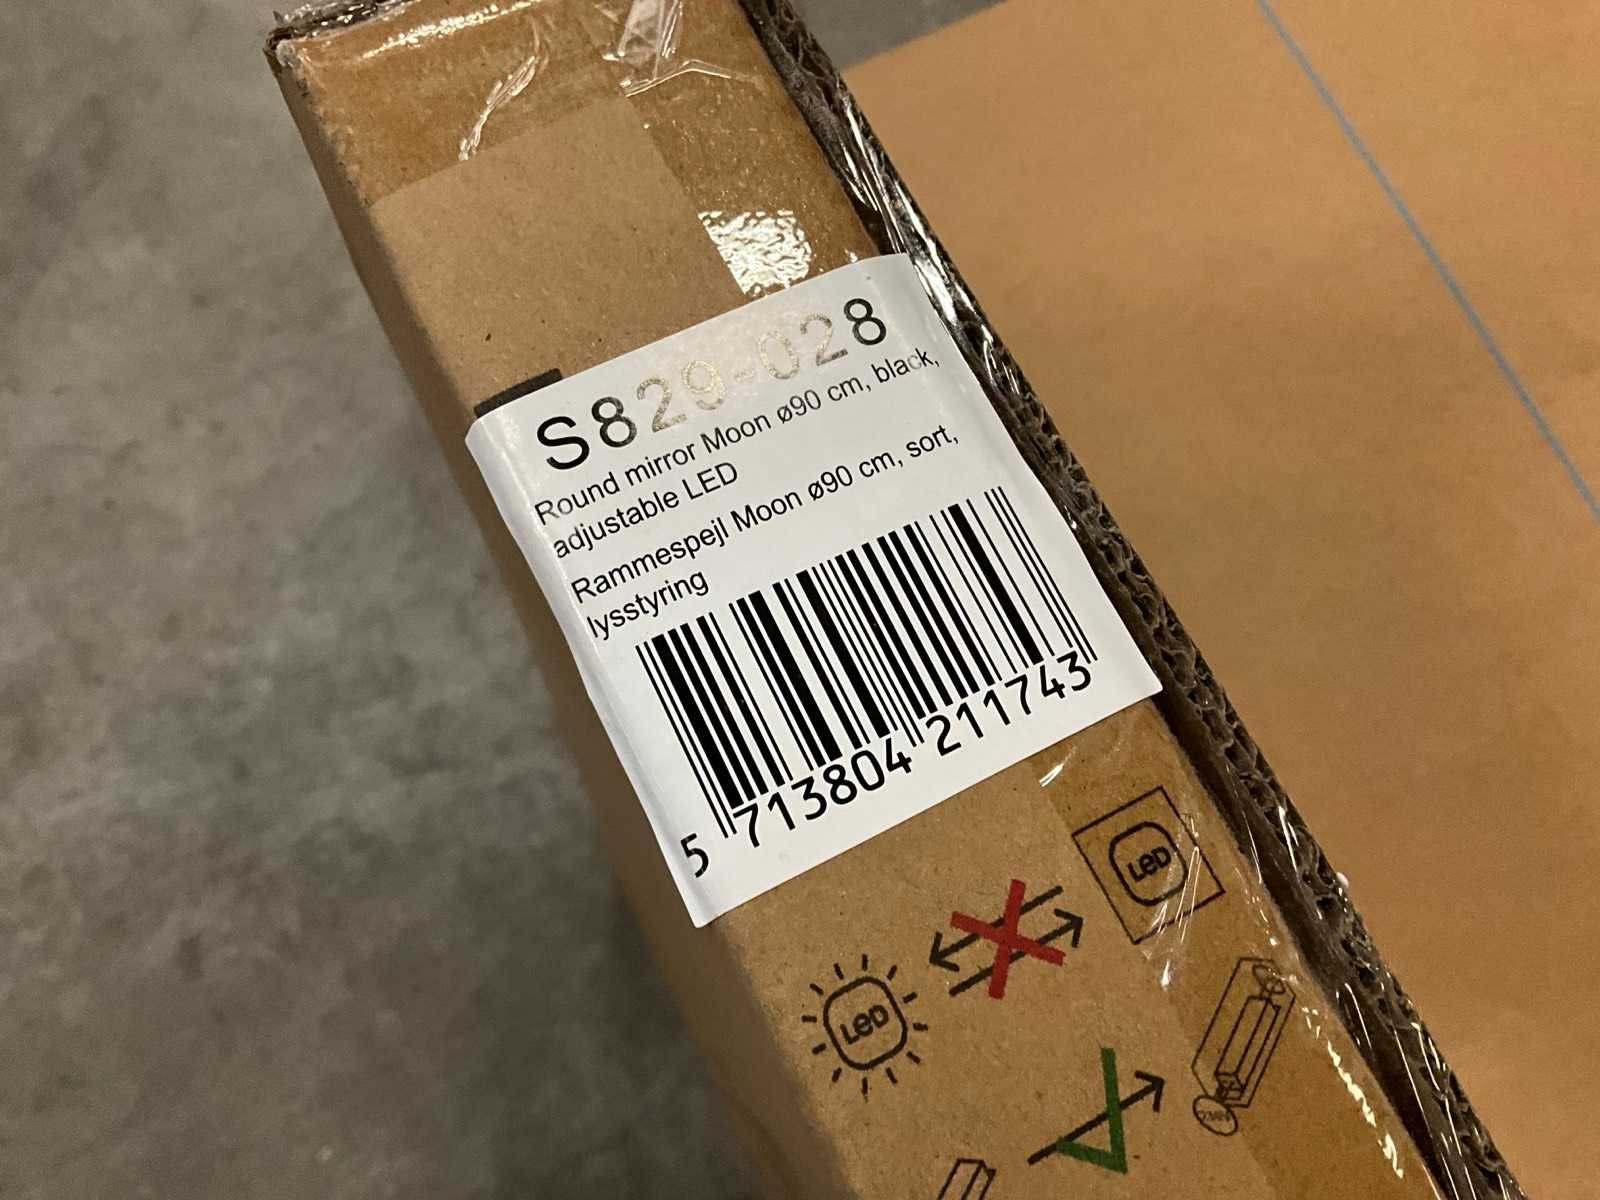 S829-028
Round mirror Moon ø90 cm, black,
adjustable LED
Rammespejl Moon ø90 cm, sort,
lysstyring
5 713804 211743
LED
LED